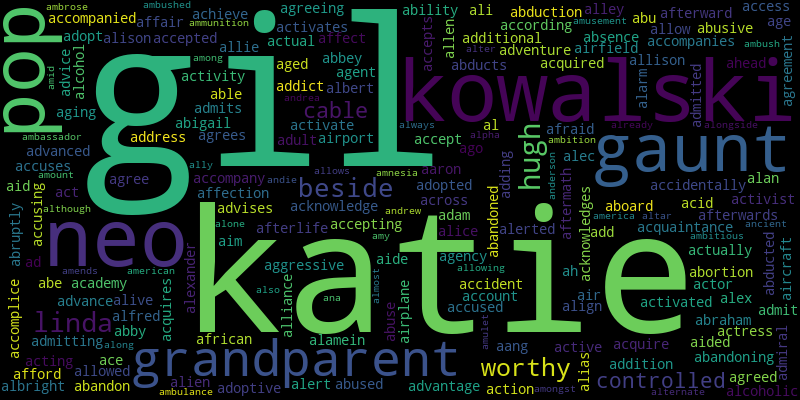 ambrose ambushed achieve agreeing ability ali abduction alley afterward access
accompanied affair ammunition activates according abu amusement age
pop adopt alison accepted allie actual affect accepts allen additional absence allow abusive
gil amid advice alcohol among abbey adventure airfield accompanies ambush
aging activity aged agent abducts acquired allison alarm ahead agreement
able addict albert cable kowalski admitted
ambassador admits andrea activate always alpha already alongside
address abigail adult airport accept al hugh afraid ambition gaunt
advanced amount agrees ally allows amnesia ago adding alec
accuses agree accompany andie beside aaron aftermath anderson accidentally alan
aid act accusing affection acknowledge adopted across abandoned aboard acid activist
although neo advises andrew adam alice alerted america altar afterwards
abruptly add alone afterlife accepting katie acknowledges acquaintance ancient
ad aim amy agency allowing ah ambitious actually abducted aircraft
amends american alexander aggressive aide accident air abortion
abe academy also ana almost account align activated actor alex admit
accomplice advance alive acquires alliance abuse airplane accused amulet abraham
linda alfred abby african alamein aang active alias acquire aided actress admiral
admitting along
acting ace grandparent worthy addition abandoning
afford allowed alien alert abused advantage action controlled agreed
albright abandon ambulance adoptive amongst alternate alcoholic
alter